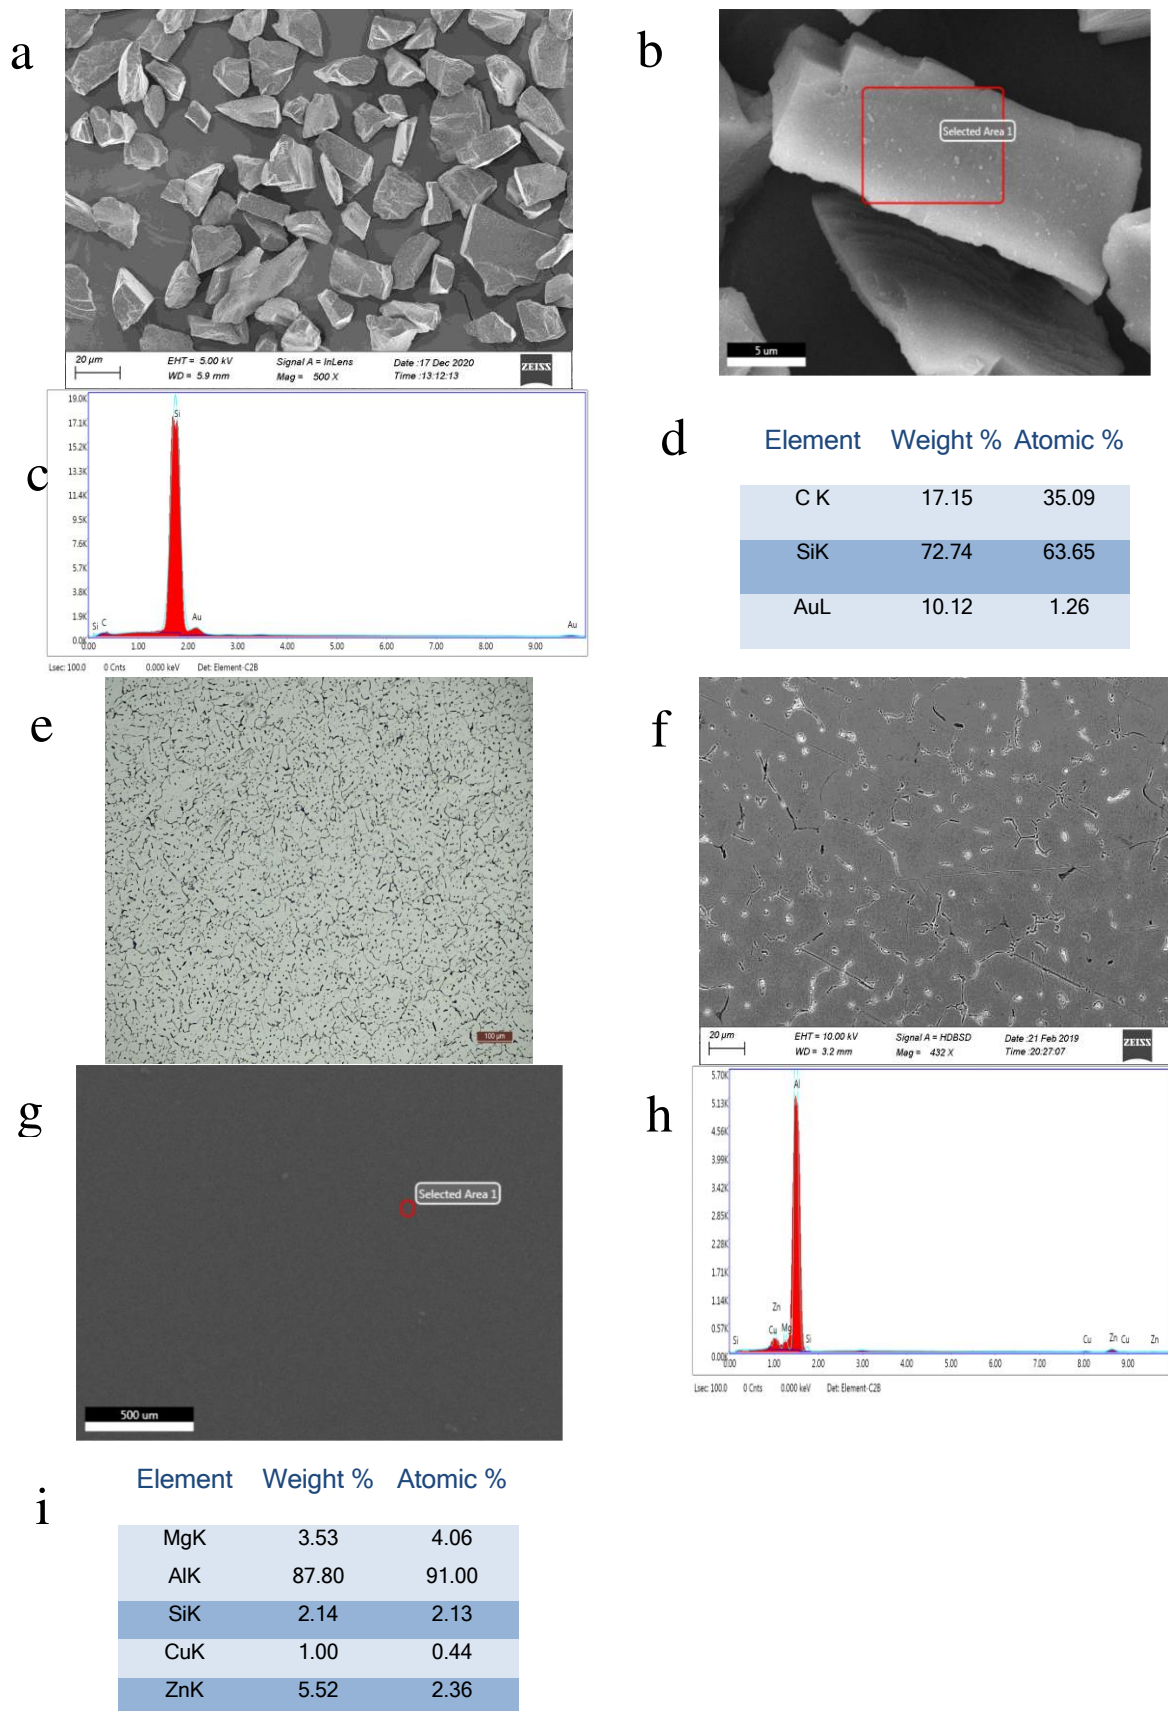 a
20 µm
EHT = 5.00 kV
Signal A = InLens
Date :17 Dec 2020
WD = 5.9 mm
Mag = 500 X
Time :13:12:13
ZEISS
b
Selected Area 1
5 um
c
19.0K
17.1K
15.2K
13.3K
11.4K
9.5K
7.6K
5.7K
3.8K
1.9K
0.0K
Si
Si
C
Au
Au
0.00 1.00 2.00 3.00 4.00 5.00 6.00 7.00 8.00 9.00
Lsec: 100.0 0 Cnts 0.000 keV Det: Element-C2B
d
Element Weight % Atomic %
C K 17.15 35.09
SiK 72.74 63.65
AuL 10.12 1.26
e
100 µm
f
20 µm
EHT = 10.00 kV
Signal A = HDBSD
Date :21 Feb 2019
WD = 3.2 mm
Mag = 432 X
Time :20:27:07
ZEISS
g
Selected Area 1
500 um
h
5.70K
5.13K
4.56K
3.99K
3.42K
2.85K
2.28K
1.71K
1.14K
0.57K
0.00K
Al
Zn
Cu
Mg
Si
Si
Cu
Zn
Cu
Zn
0.00 1.00 2.00 3.00 4.00 5.00 6.00 7.00 8.00 9.00
Lsec: 100.0 0 Cnts 0.000 keV Det: Element-C2B
i
Element Weight % Atomic %
MgK 3.53 4.06
AlK 87.80 91.00
SiK 2.14 2.13
CuK 1.00 0.44
ZnK 5.52 2.36